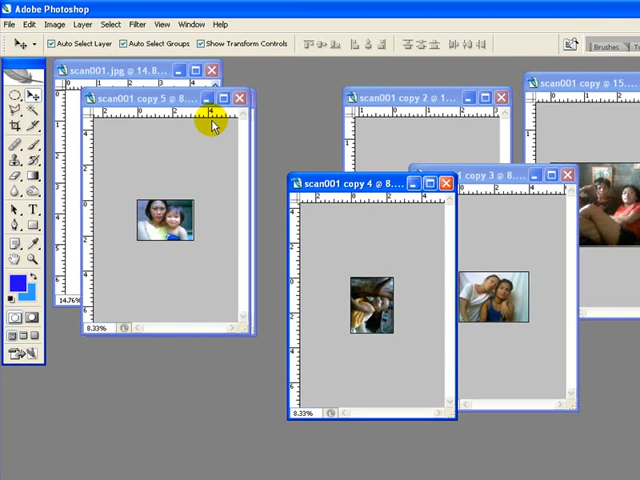 Adobe Photoshop
File Edit Image Layer Select Filter View Window Help
Auto Select Layer Auto Select Groups Show Transform Controls
Brushes
scan001.jpg @ 14.8...
scan001 copy 5 @ 8....
scan001 copy 2 @ 1...
copy @ 15....
copy 3 @ 8....
scan001 copy 4 @ 8....
14.76%
8.33%
8.33%